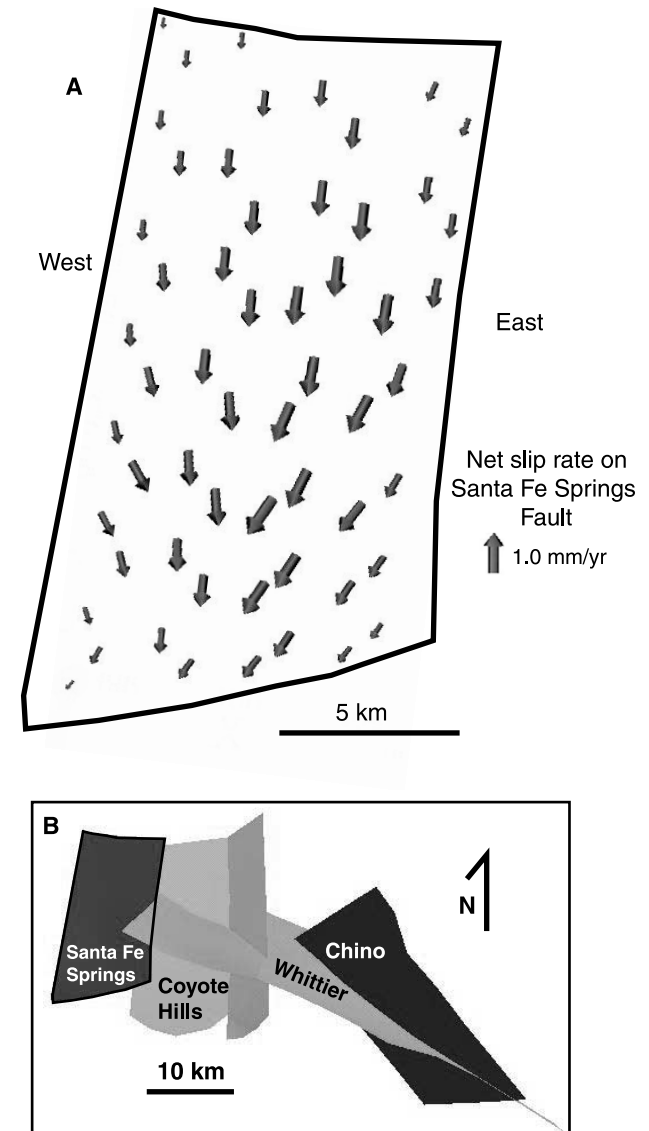 A
West
East
Net slip rate on
Santa Fe Springs
Fault
1.0 mm/yr
5 km
B
N
Santa Fe
Springs
Coyote
Hills
Whittier
Chino
10 km